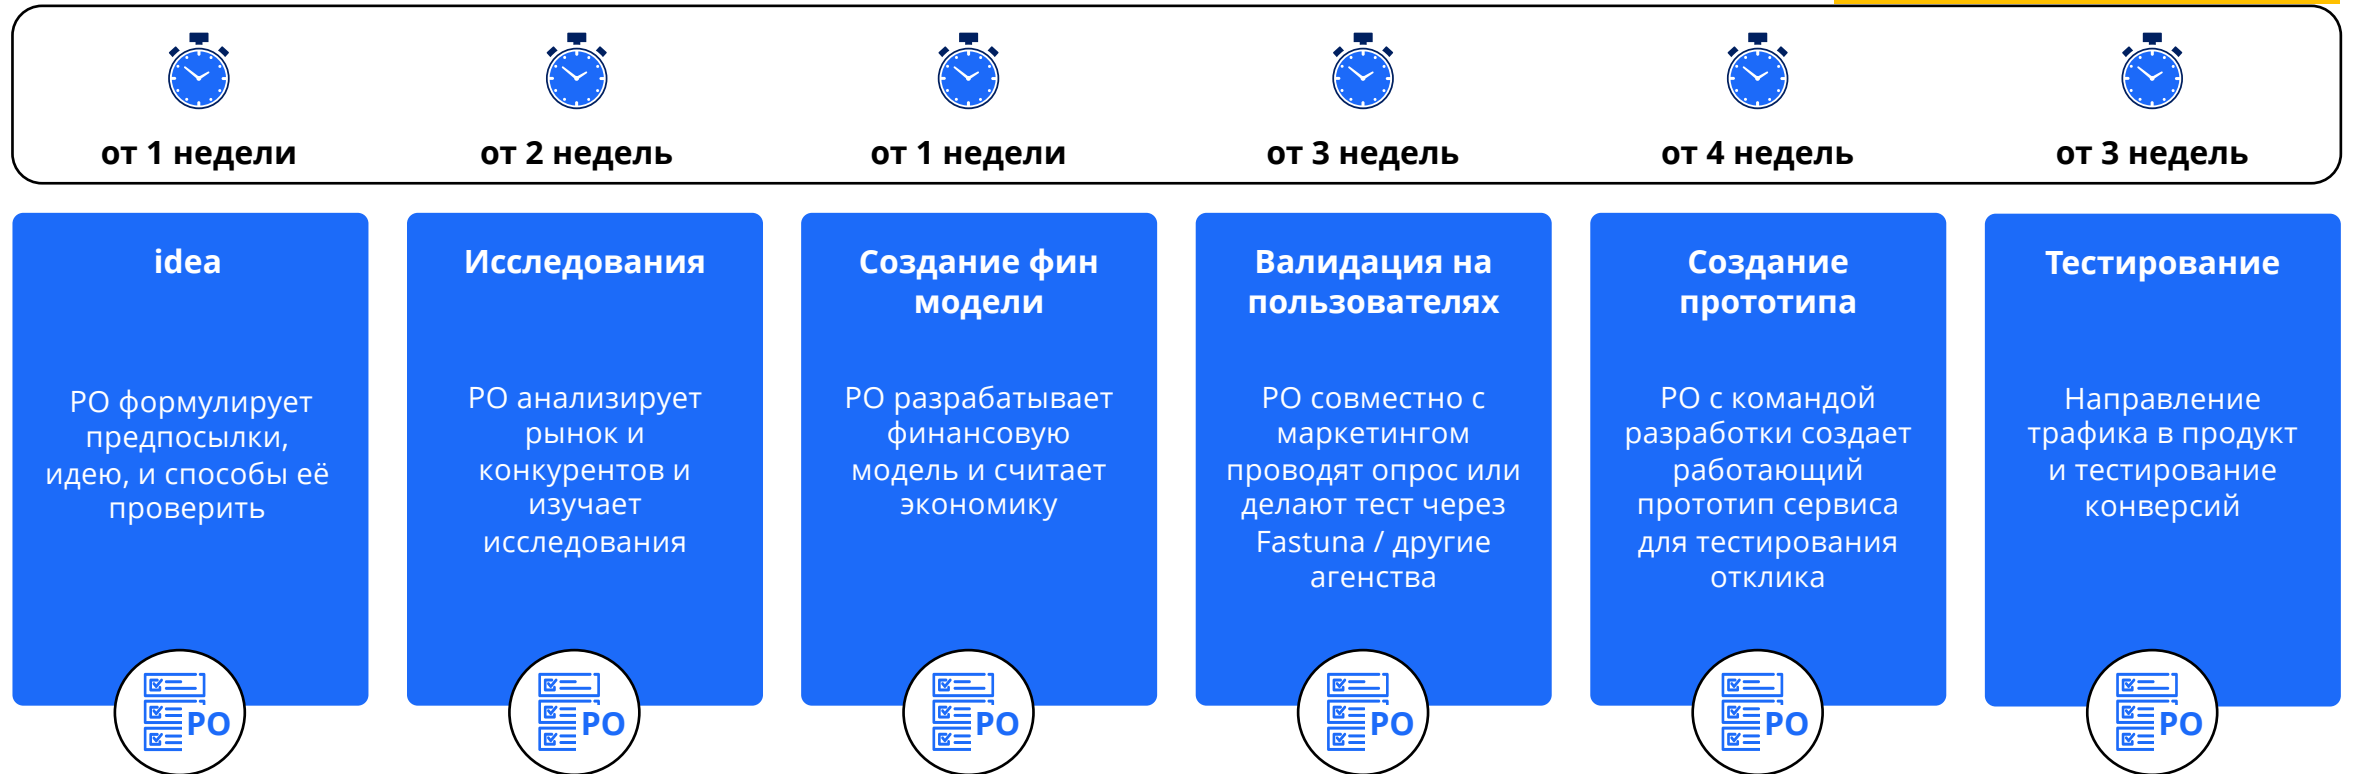 от 1 недели
от 2 недель
от 1 недели
от 3 недель
от 4 недель
от 3 недель
idea
PO формулирует
предпосылки,
идею, и способы её
проверить
PO
Исследования
PO анализирует
рынок и
конкурентов и
изучает
исследования
PO
Создание фин
модели
PO разрабатывает
финансовую
модель и считает
экономику
PO
Валидация на
пользователях
PO совместно с
маркетингом
проводят опрос или
делают тест через
Fastuna / другие
агенства
PO
Создание
прототипа
PO с командой
разработки создает
работающий
прототип сервиса
для тестирования
отклика
PO
Тестирование
Направление
трафика в продукт
и тестирование
конверсий
PO